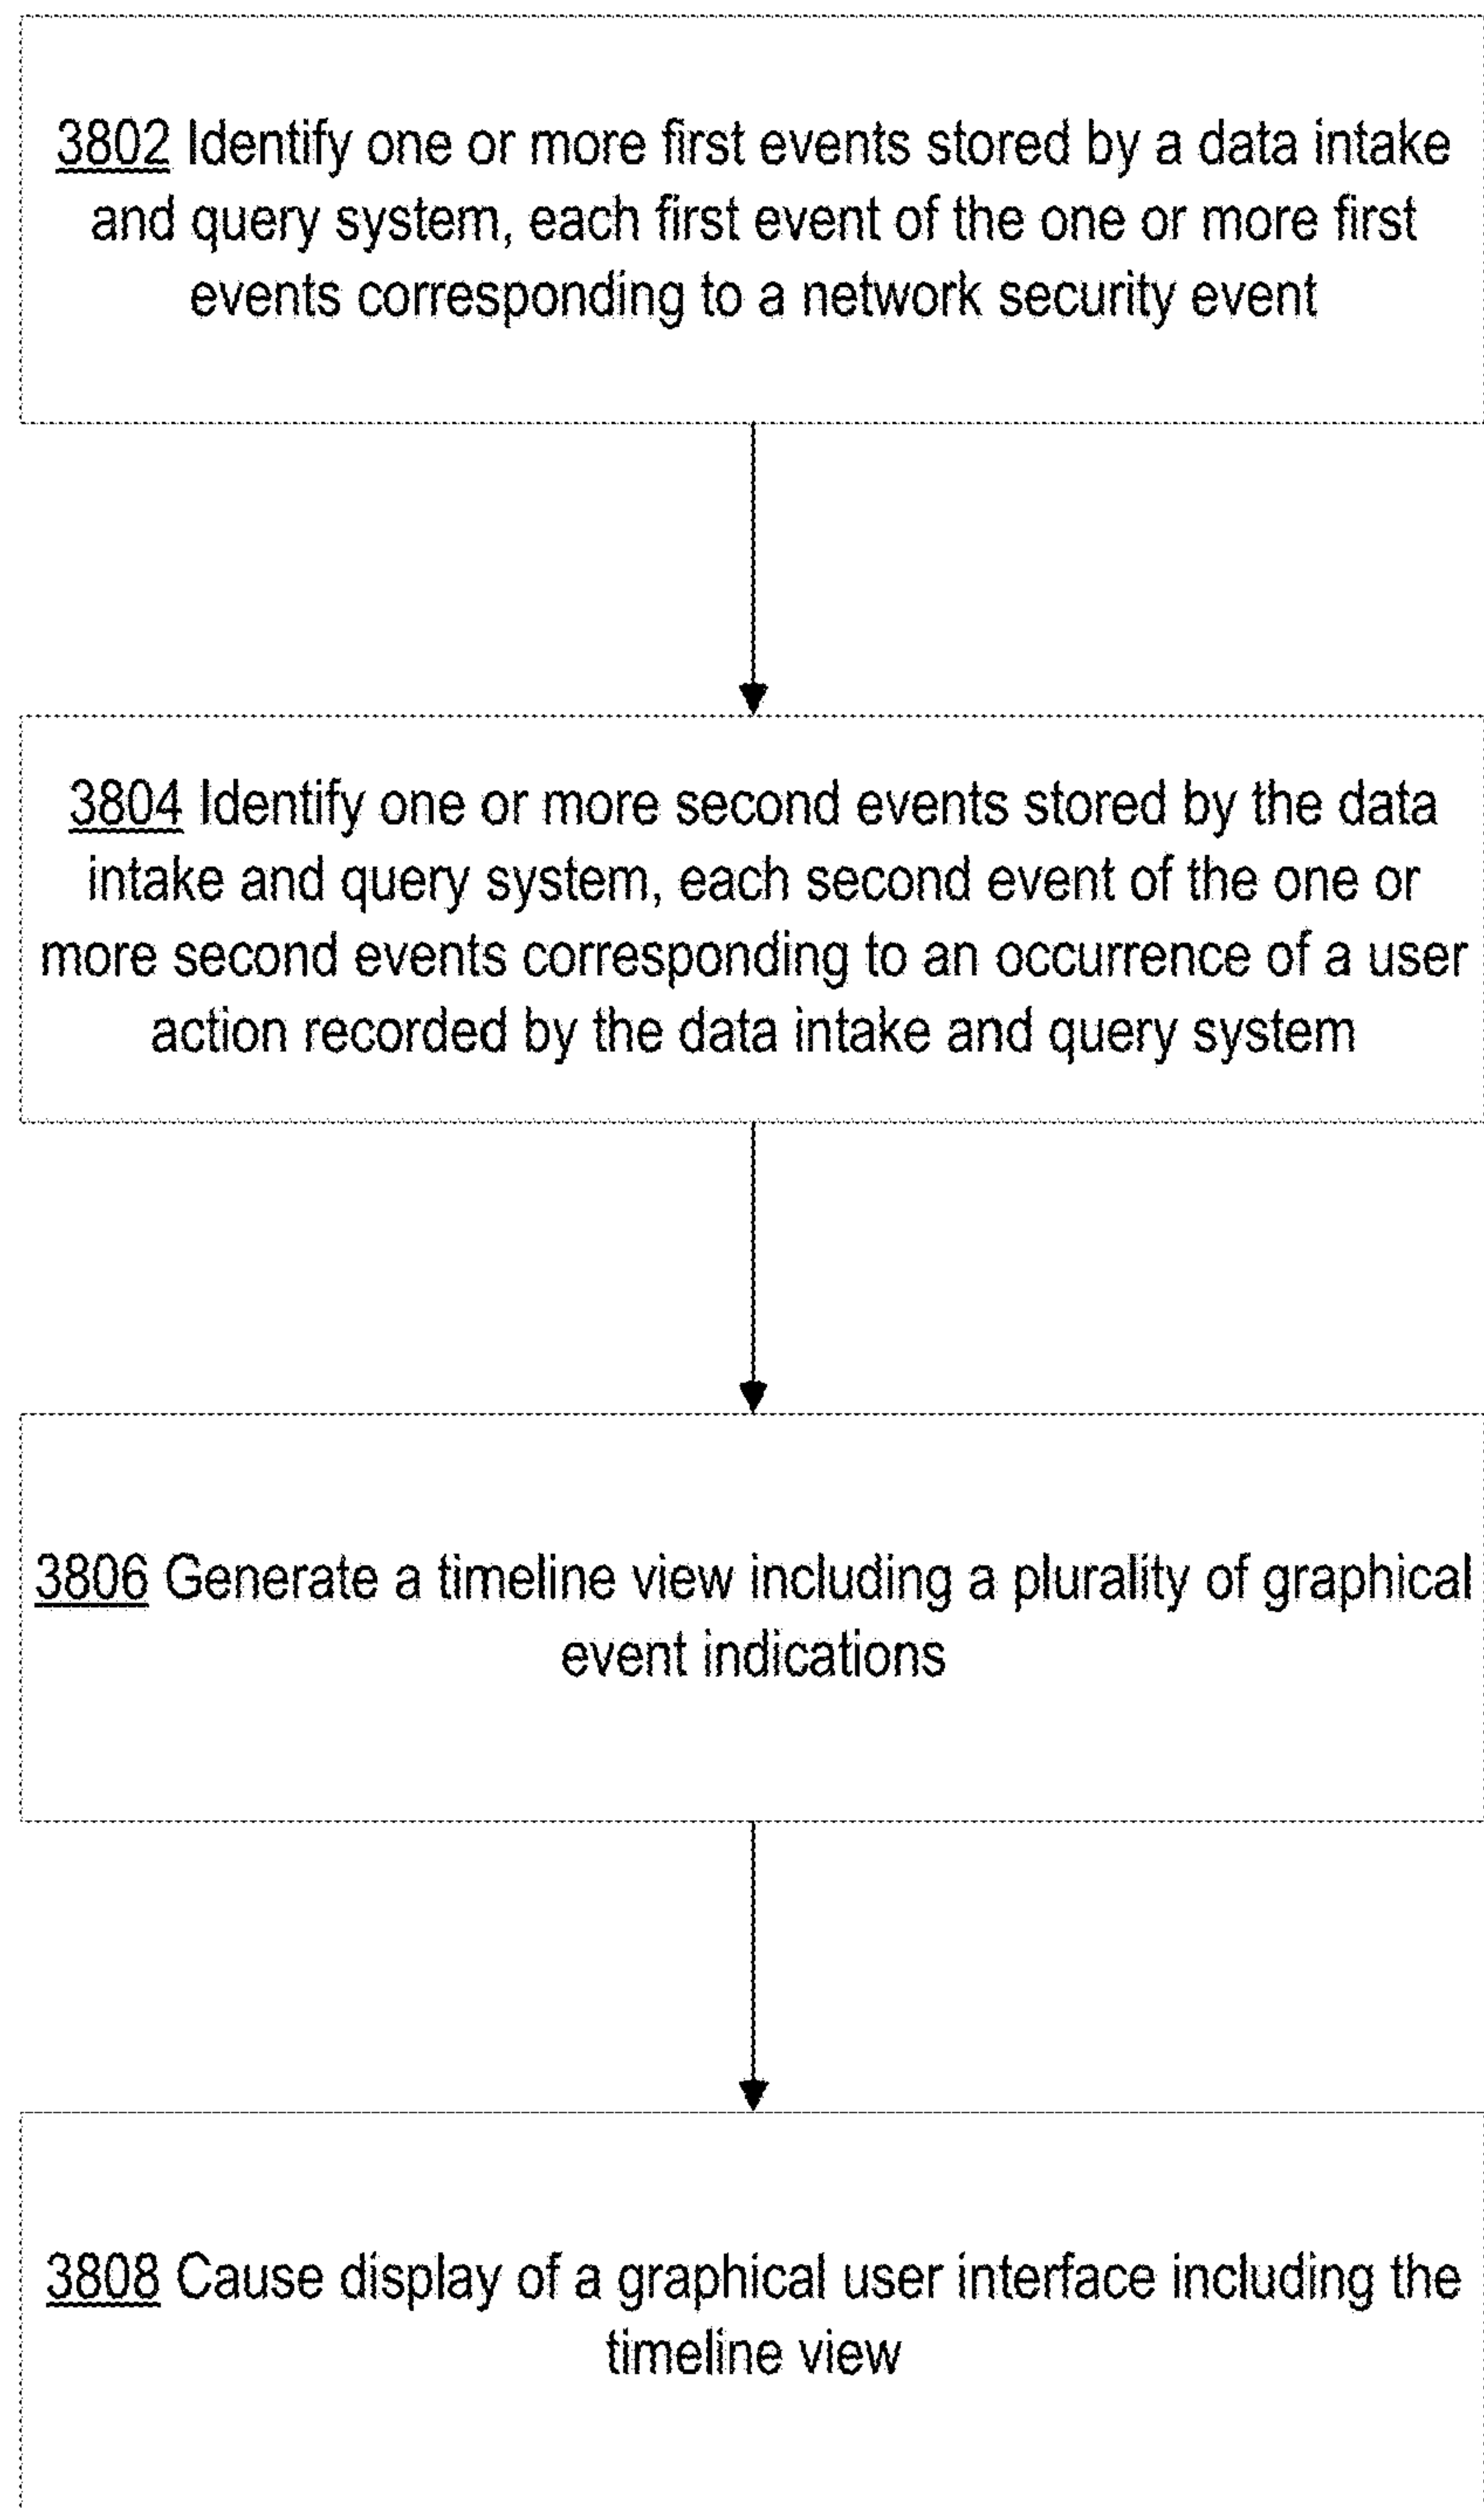 3802 Identify one or more first events stored by a data intake
and query system, each first event of the one or more first
events corresponding to a network security event
3804 Identify one or more second events stored by the data
intake and query system, each second event of the one or
more second events corresponding to an occurrence of a user
action recorded by the data intake and query system
3806 Generate a timeline view including a plurality of graphical
event indications
3808 Cause display of a graphical user interface including the
timeline view